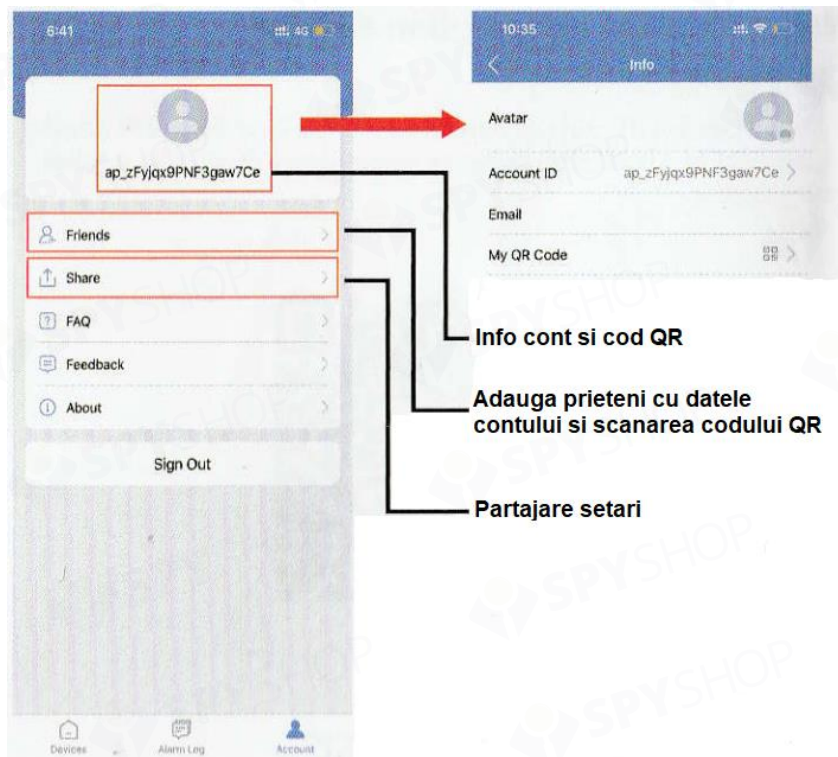 6:41
4G
ap_zFyjqx9PNF3gaw7Ce
Friends
Share
FAQ
Feedback
About
Sign Out
Devices
Alarm Log
Account
10:35
Info
Avatar
Account ID ap_zFyjqx9PNF3gaw7Ce
Email
My QR Code
Info cont si cod QR
Adauga prieteni cu datele
contului si scanarea codului QR
Partajare setari
SPYSHOP
SPYSHOP